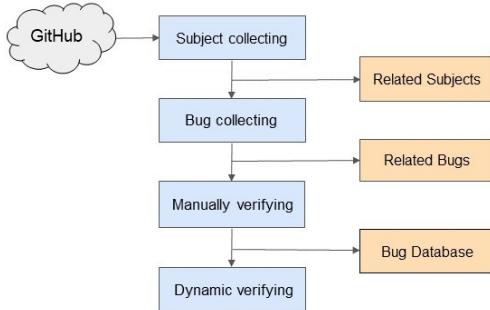 GitHub
Subject collecting
Related Subjects
Bug collecting
Related Bugs
Manually verifying
Bug Database
Dynamic verifying